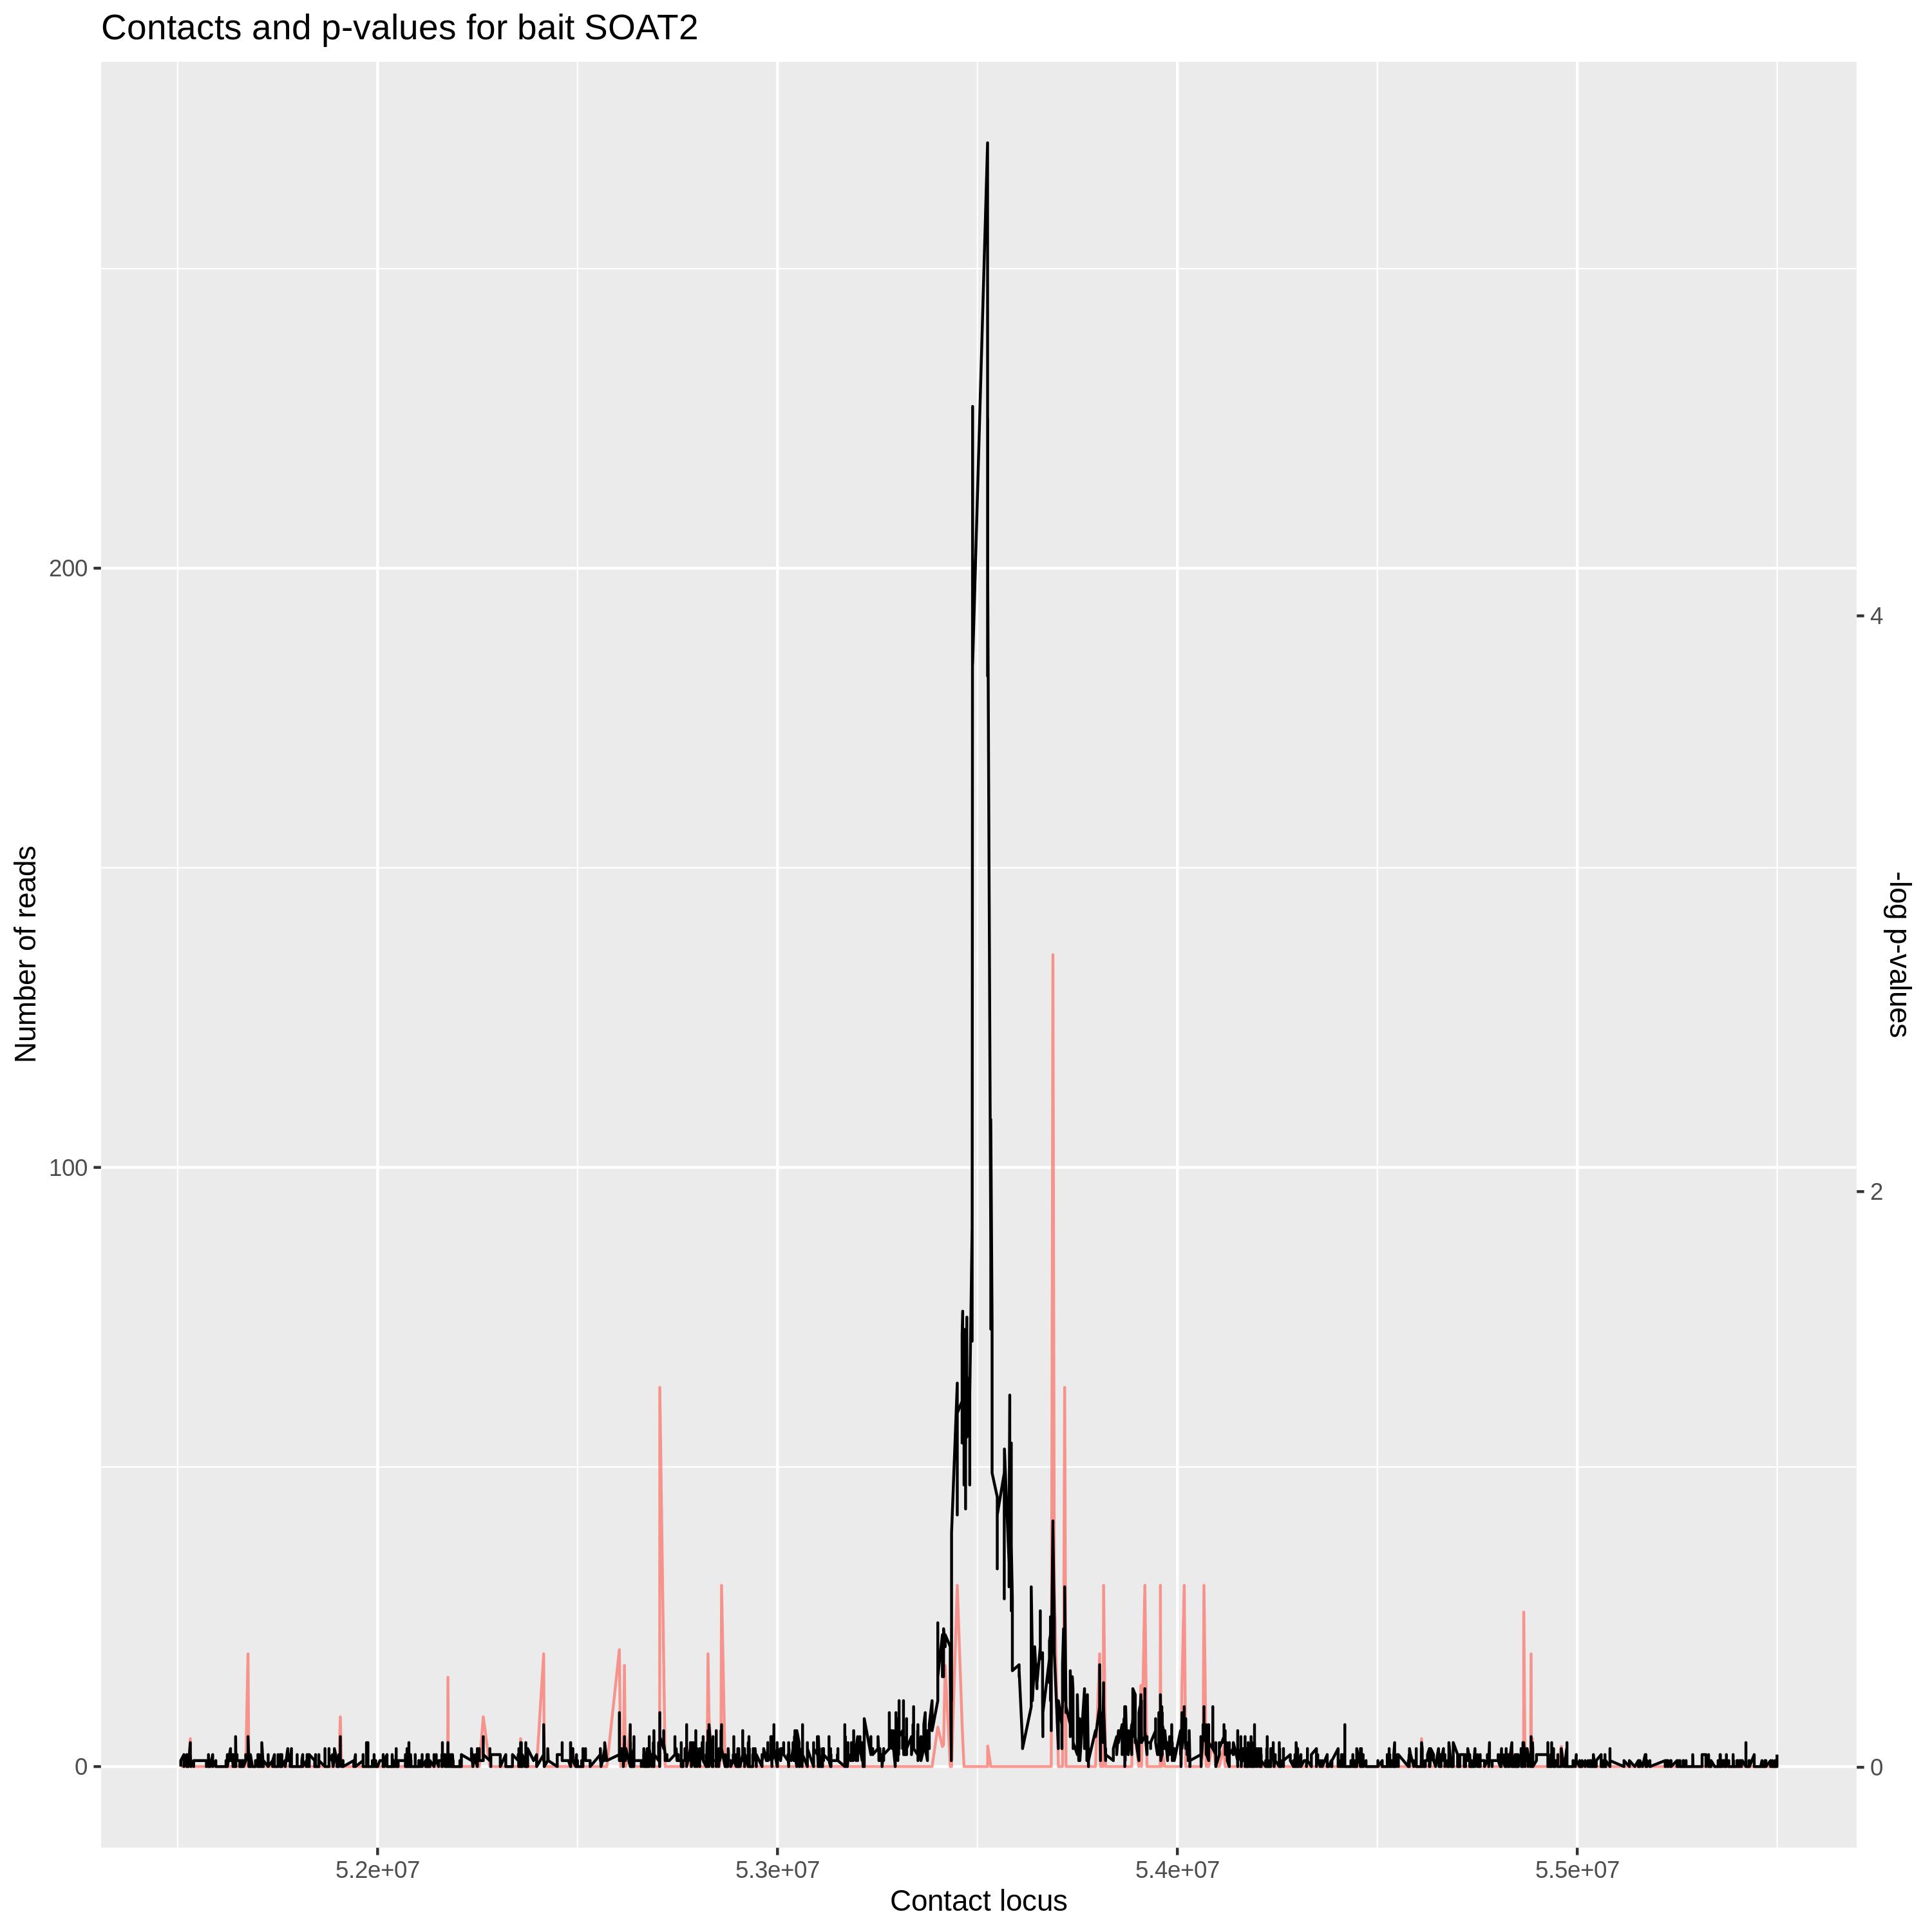 Contacts and p-values for bait SOAT2
Number of reads
200
100
0
4
2
0
-log p-values
5.2e+07
5.3e+07
5.4e+07
5.5e+07
Contact locus